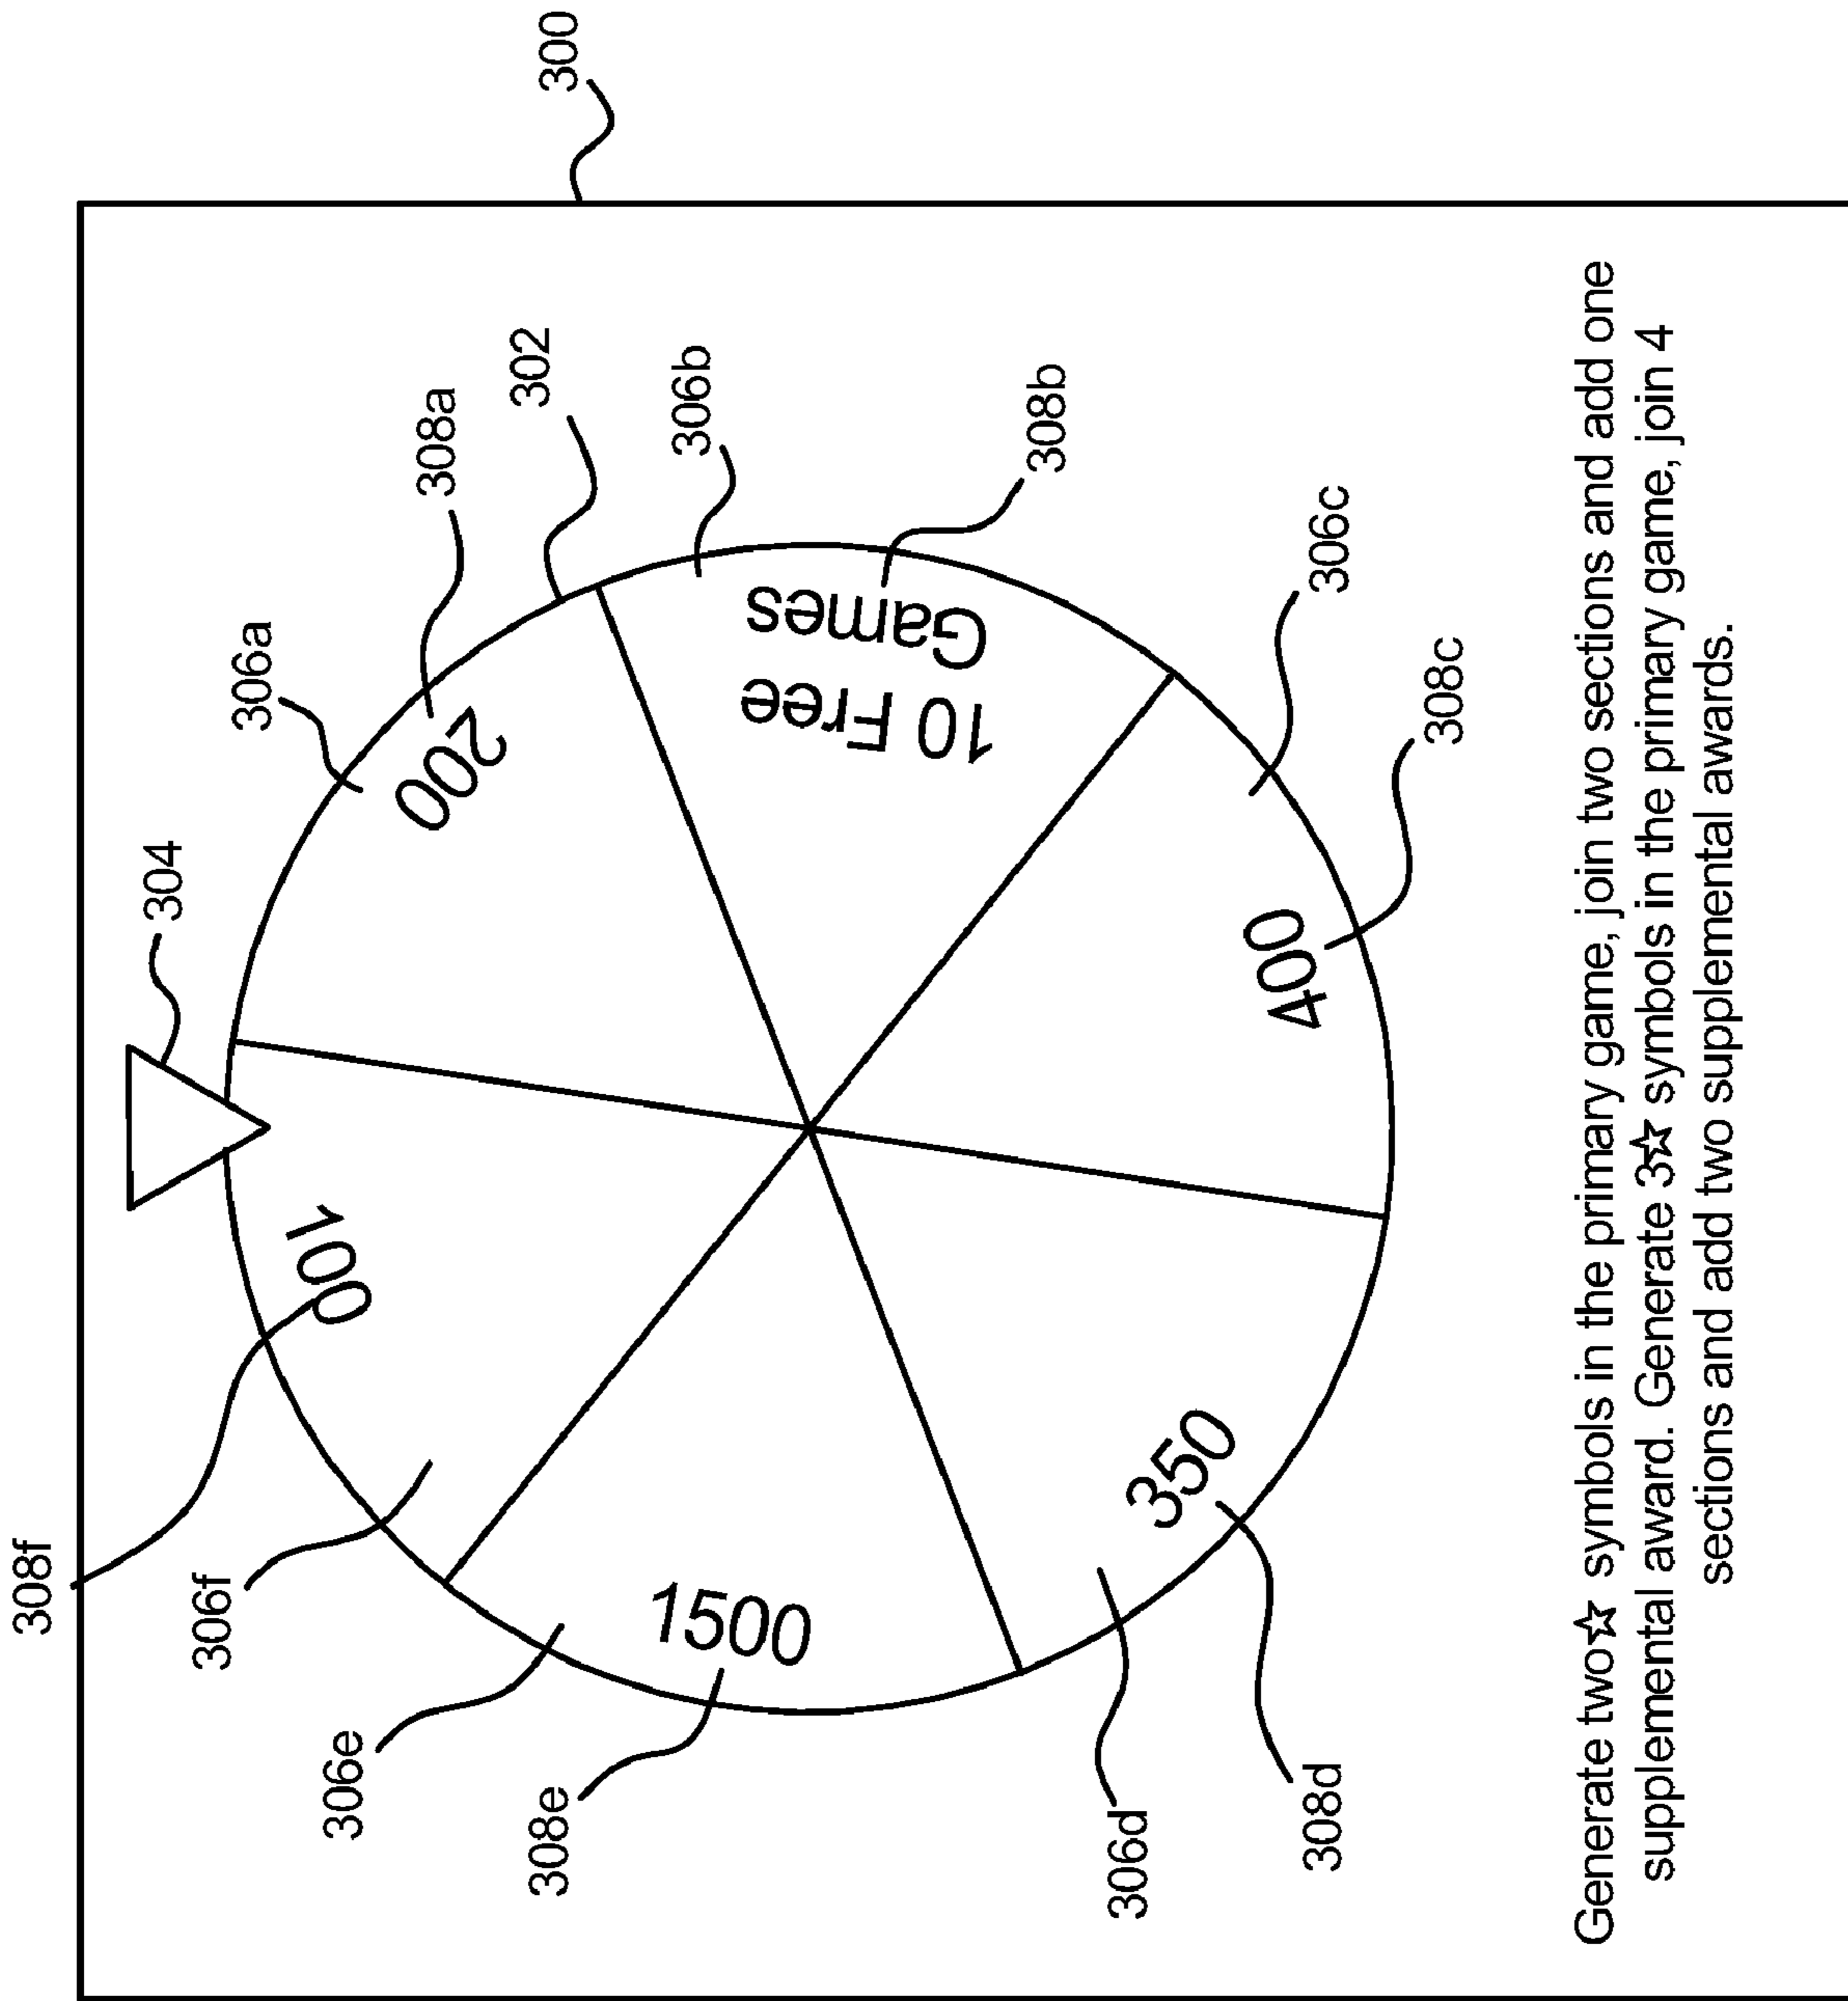 308f
304
306a
308a
302
300
306f
100
200
306b
306e
308e
1500
10 Free
Games
308b
306d
350
400
306c
308d
308c
Generate two☆ symbols in the primary game, join two sections and add one
supplemental award. Generate 3☆ symbols in the primary game, join 4
sections and add two supplemental awards.